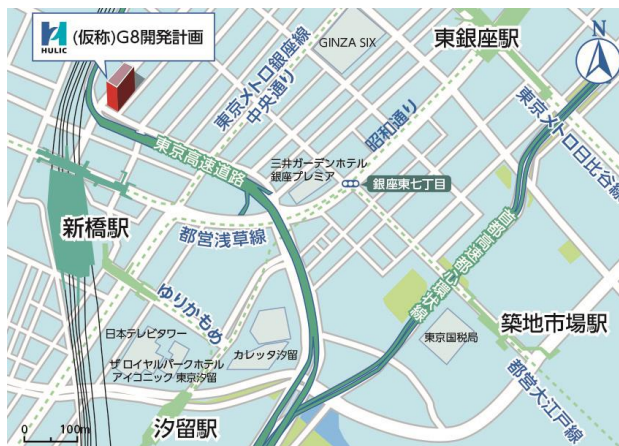 HULIC
(仮称)G8開発計画
GINZA SIX
東銀座駅
N
東京メトロ銀座線
中央通り
昭和通り
東京メトロ日比谷線
東京高速道路
三井ガーデンホテル
銀座プレミア
銀座東七丁目
新橋駅
都営浅草線
首都高速都心環状線
ゆりかもめ
築地市場駅
日本テレビタワー
カレッタ汐留
東京国税局
ザ ロイヤルパークホテル
アイコニック 東京汐留
都営大江戸線
汐留駅
0 100m